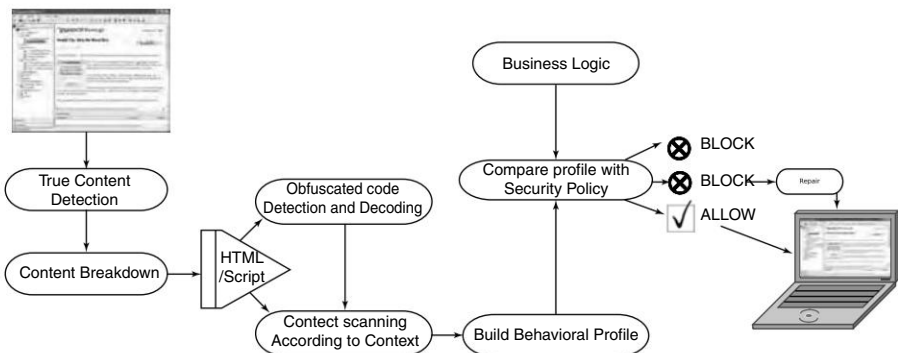 True Content
Detection
Content Breakdown
HTML
/Script
Obfuscated code
Detection and Decoding
Contect scanning
According to Context
Build Behavioral Profile
Business Logic
Compare profile with
Security Policy
BLOCK
BLOCK
Repair
ALLOW